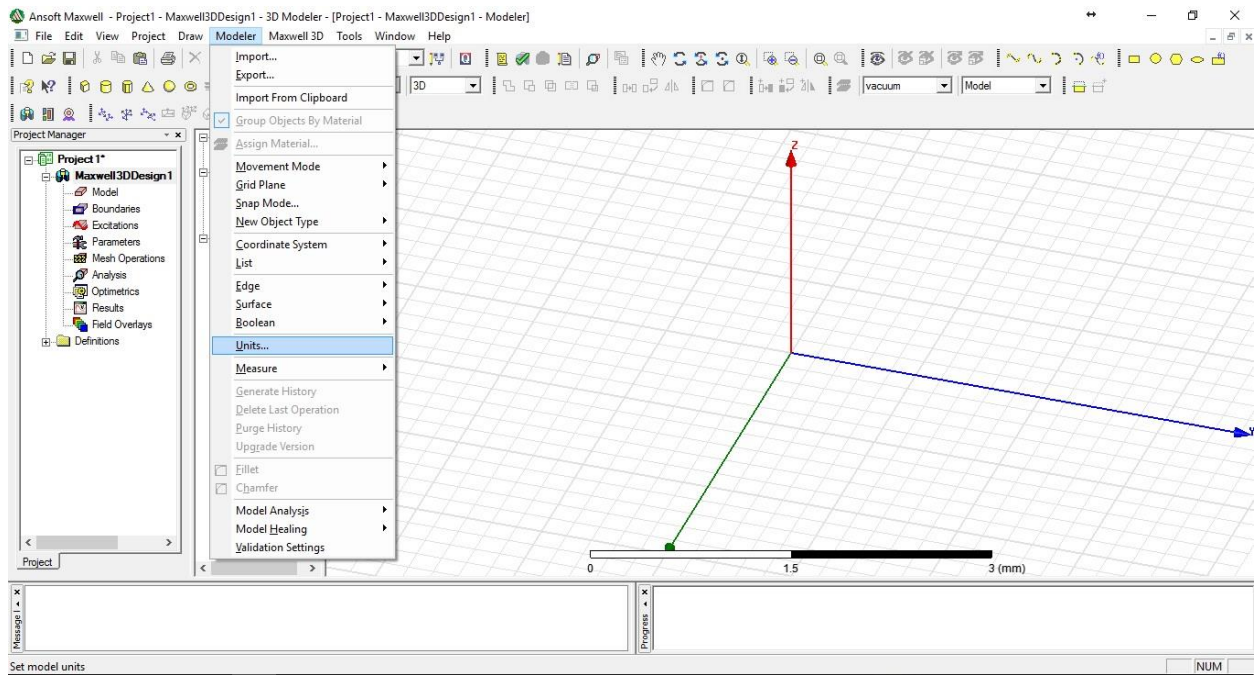 Ansoft Maxwell - Project1 - Maxwell3DDesign1 - 3D Modeler - [Project1 - Maxwell3DDesign1 - Modeler]
File Edit View Project Draw Modeler Maxwell 3D Tools Window Help
3D vacuum Model
Project Manager
Project1*
Maxwell3DDesign1
Model
Boundaries
Excitations
Parameters
Mesh Operations
Analysis
Optimetrics
Results
Field Overlays
Definitions
Project
Import...
Export...
Import From Clipboard
Group Objects By Material
Assign Material...
Movement Mode
Grid Plane
Snap Mode...
New Object Type
Coordinate System
List
Edge
Surface
Boolean
Units...
Measure
Generate History
Delete Last Operation
Purge History
Upgrade Version
Fillet
Chamfer
Model Analysis
Model Healing
Validation Settings
Z
Y
0 1.5 3 (mm)
Message
Progress
Set model units
NUM